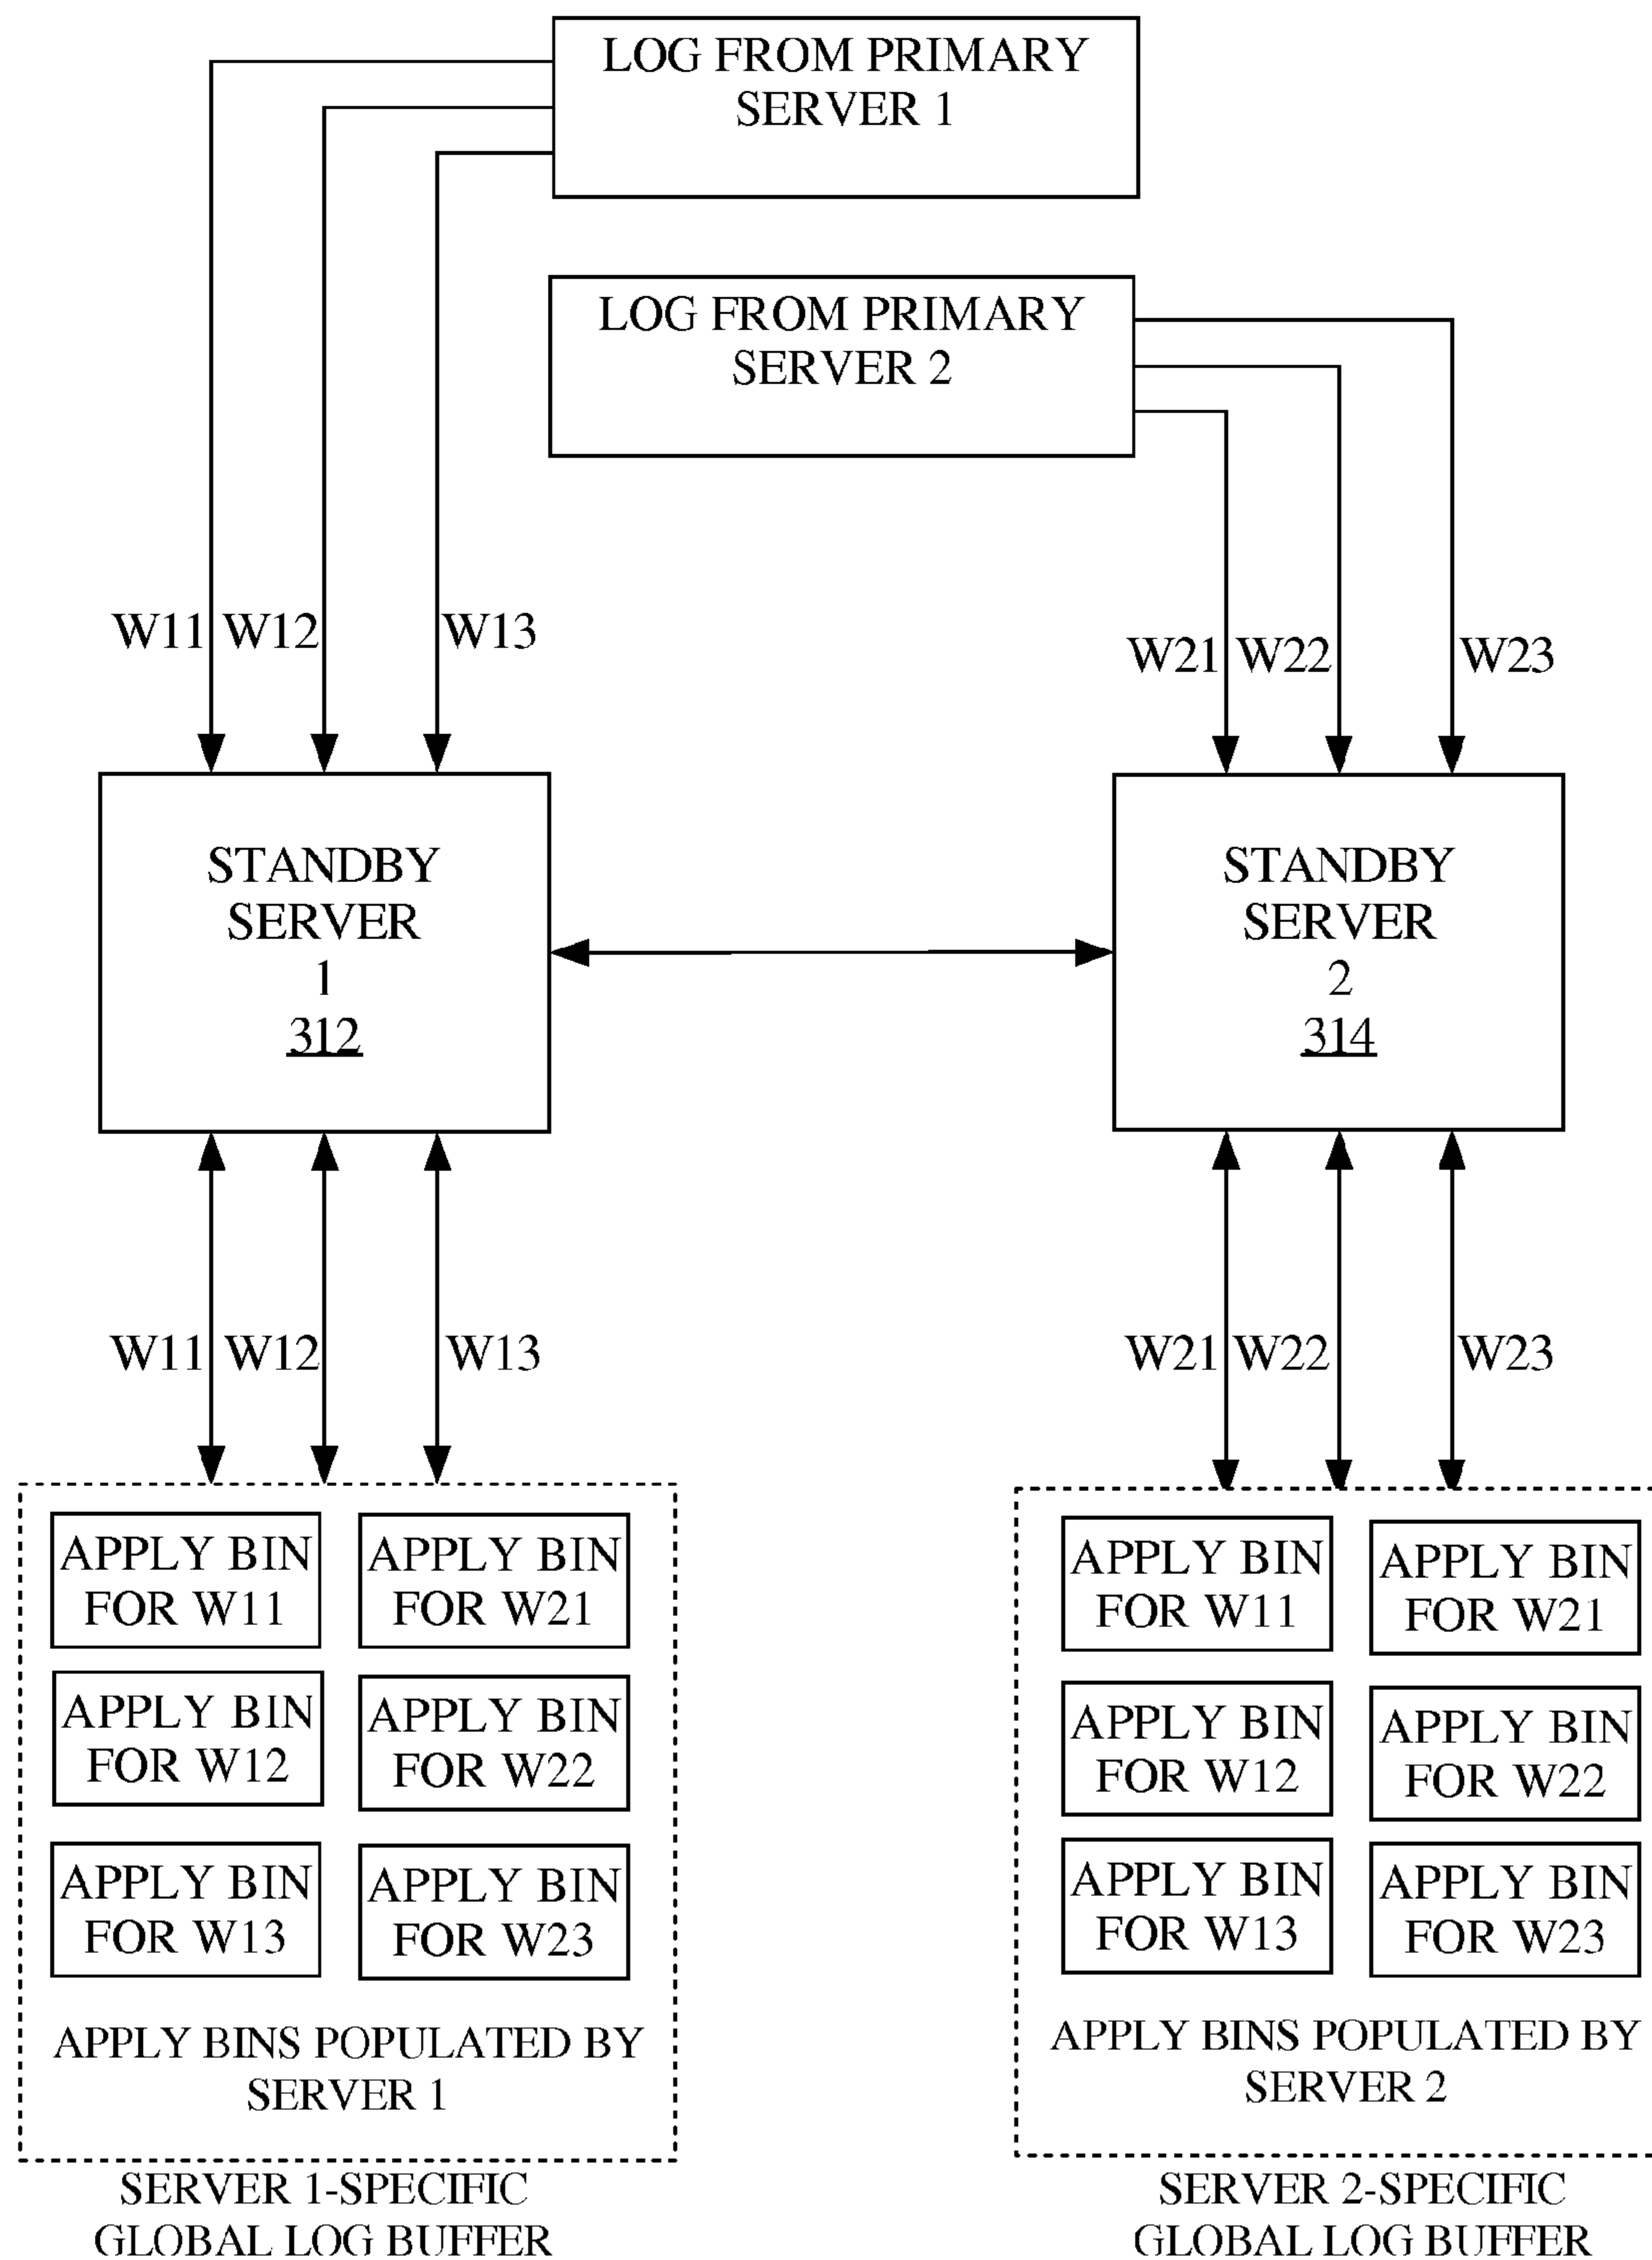 LOG FROM PRIMARY
SERVER 1
LOG FROM PRIMARY
SERVER 2
W11 W12 W13
W21 W22 W23
STANDBY
SERVER
1
312
STANDBY
SERVER
2
314
W11 W12 W13
W21 W22 W23
APPLY BIN
FOR W11
APPLY BIN
FOR W21
APPLY BIN
FOR W12
APPLY BIN
FOR W22
APPLY BIN
FOR W13
APPLY BIN
FOR W23
APPLY BINS POPULATED BY
SERVER 1
SERVER 1-SPECIFIC
GLOBAL LOG BUFFER
APPLY BIN
FOR W11
APPLY BIN
FOR W21
APPLY BIN
FOR W12
APPLY BIN
FOR W22
APPLY BIN
FOR W13
APPLY BIN
FOR W23
APPLY BINS POPULATED BY
SERVER 2
SERVER 2-SPECIFIC
GLOBAL LOG BUFFER